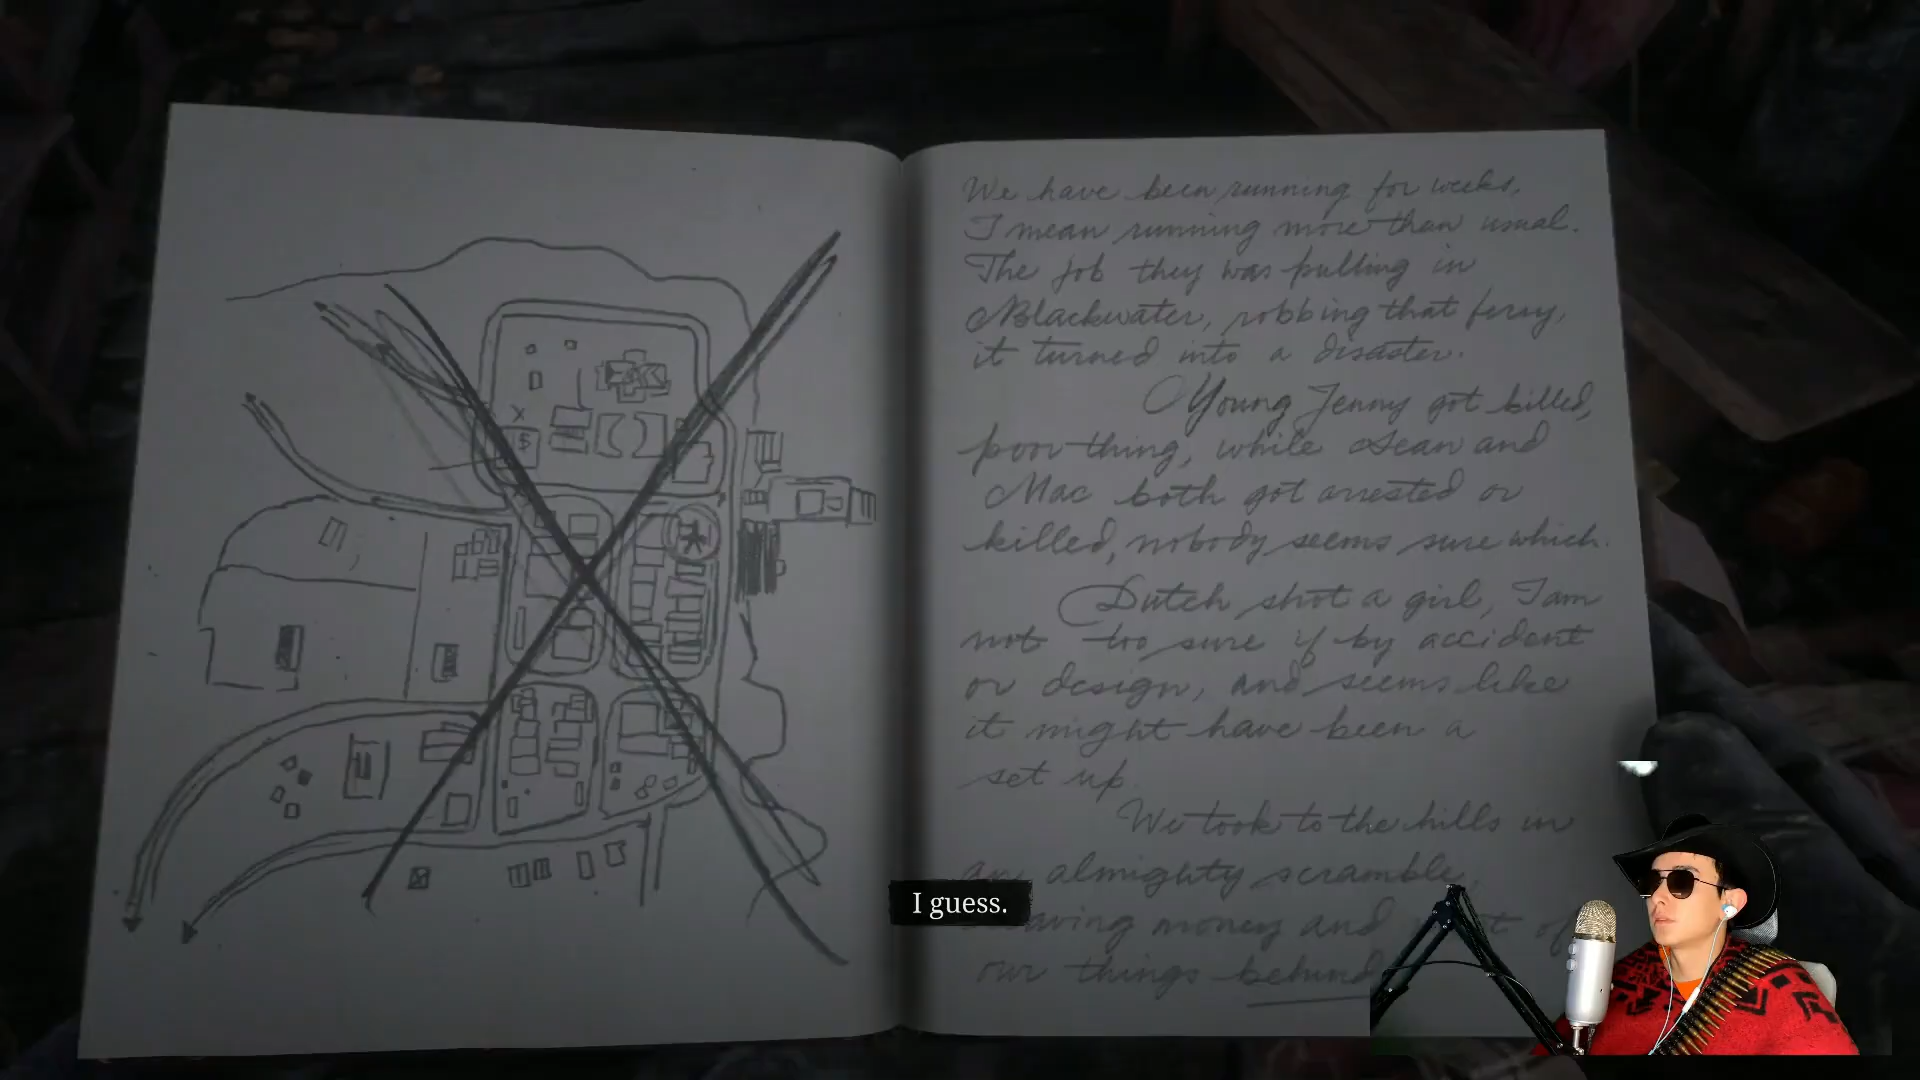 We have been running for weeks,
I mean running more than usual.
The job they was pulling in
Blackwater, robbing that ferry,
it turned into a disaster.
Young Jenny got killed,
poor thing, while Sean and
Mac both got arrested or
killed, nobody seems sure which.
Dutch shot a girl, I am
not too sure if by accident
or design, and seems like
it might have been a
set up.
We took to the hills in
an almighty scramble,
money and of
our things behind
I guess.
X
$